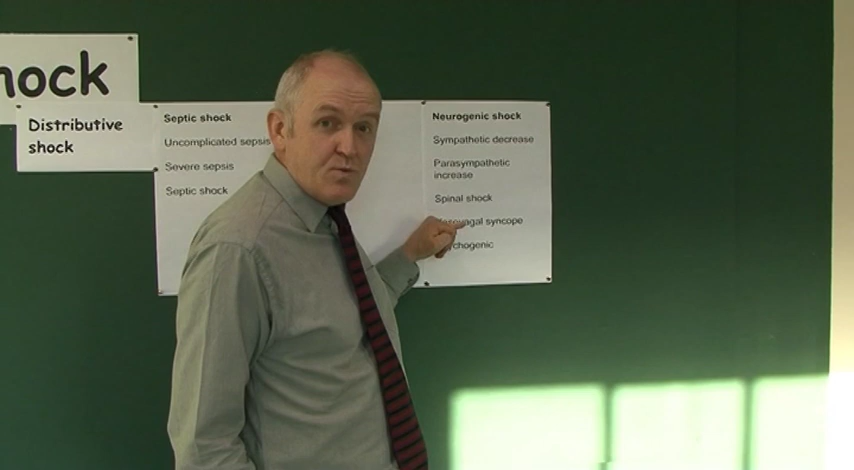 hock
Distributive
shock
Septic shock
Uncomplicated sepsis
Severe sepsis
Septic shock
Neurogenic shock
Sympathetic decrease
Parasympathetic
increase
Spinal shock
syncope